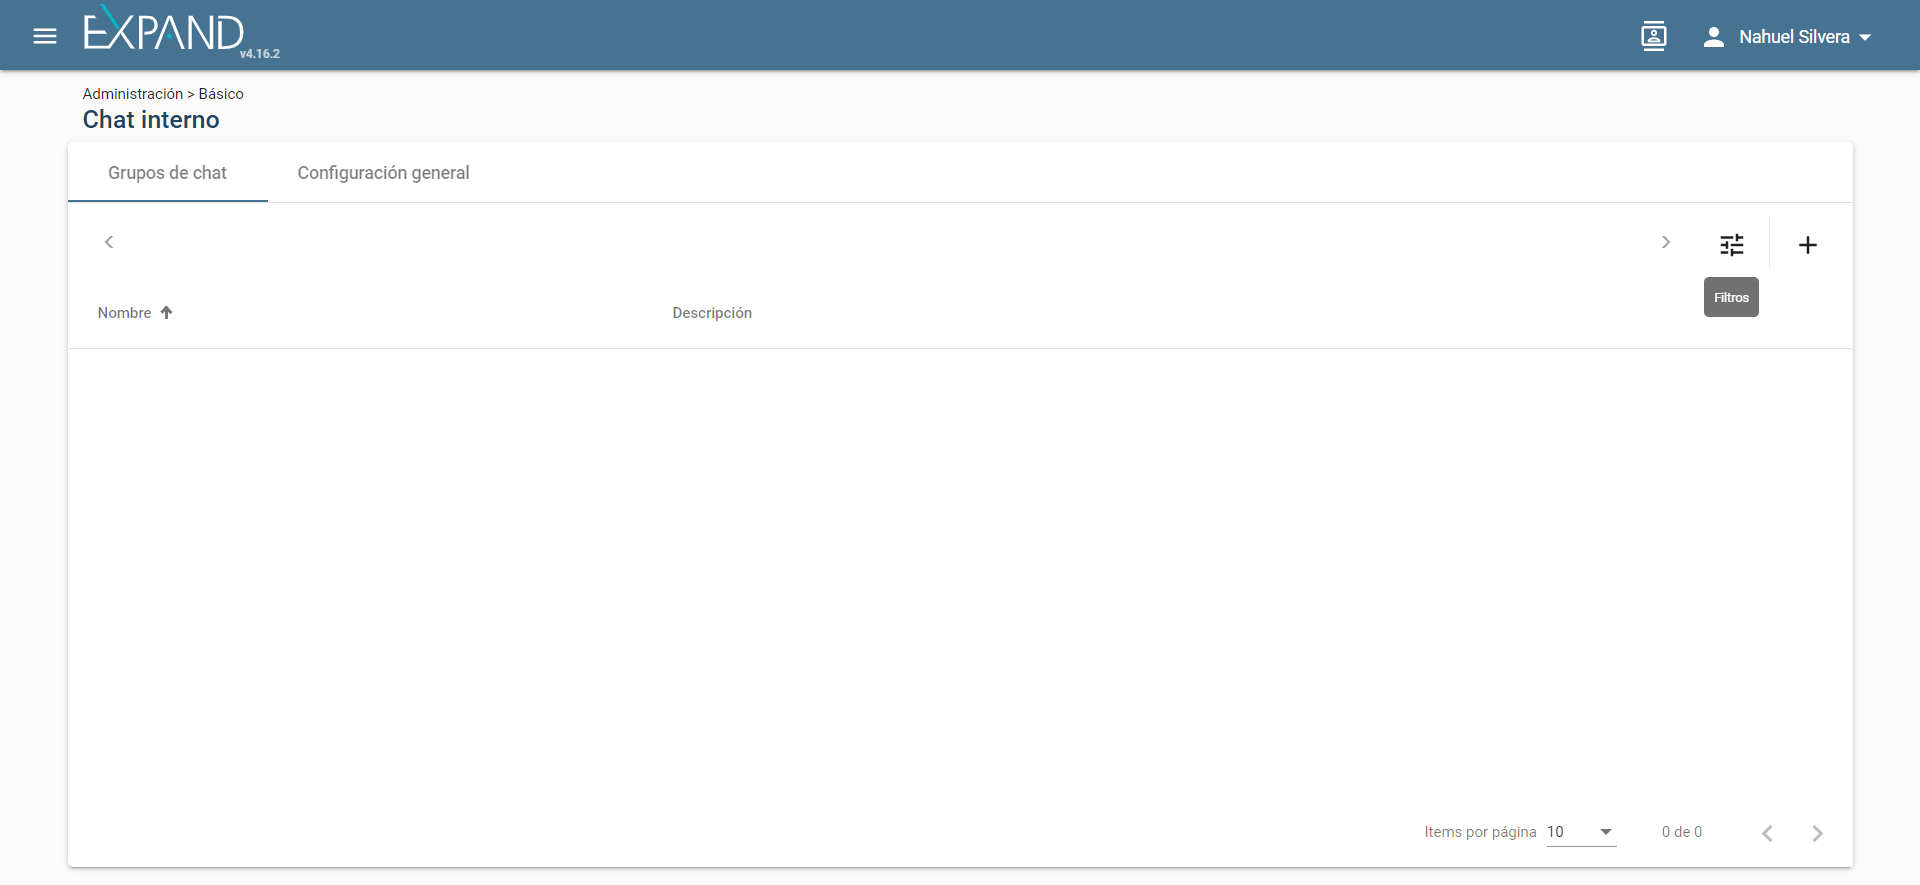 EXPAND
v4.16.2
Nahuel Silvera
Administración > Básico
Chat interno
Grupos de chat
Configuración general
Filtros
Nombre
Descripción
Items por página 10
0 de 0